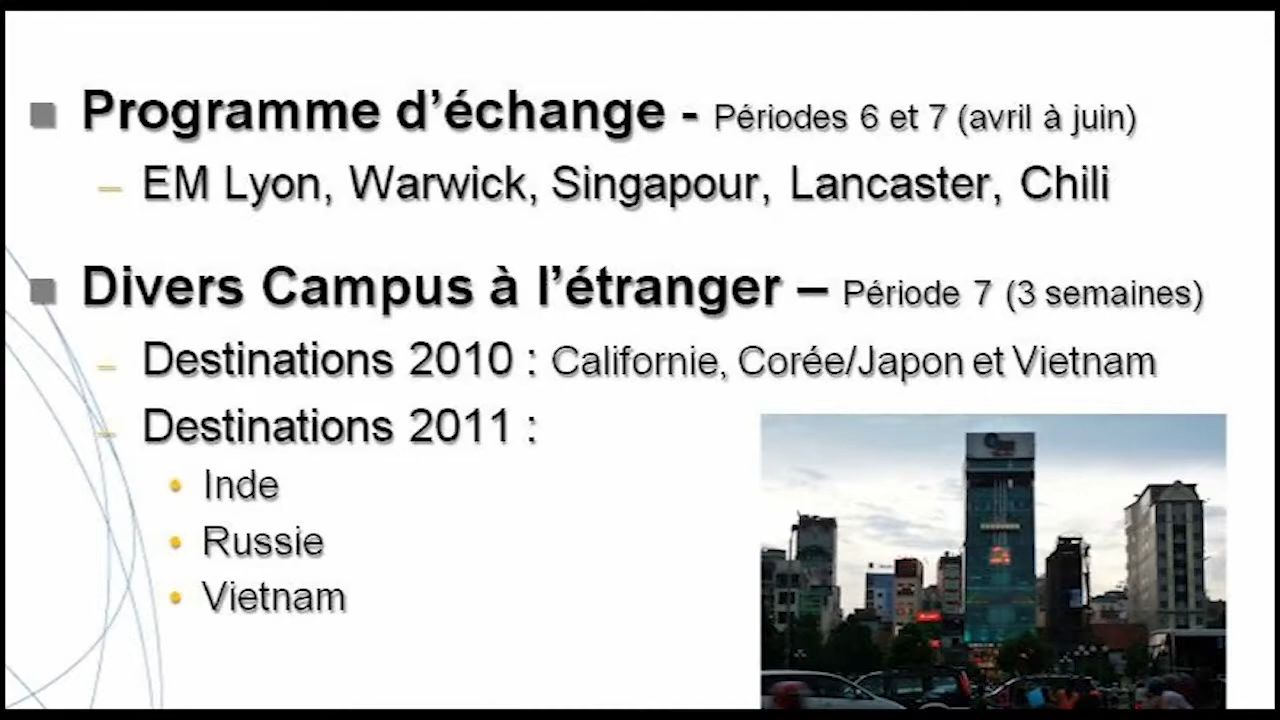 Programme d’échange - Périodes 6 et 7 (avril à juin)
– EM Lyon, Warwick, Singapour, Lancaster, Chili
Divers Campus à l’étranger – Période 7 (3 semaines)
– Destinations 2010 : Californie, Corée/Japon et Vietnam
– Destinations 2011 :
• Inde
• Russie
• Vietnam